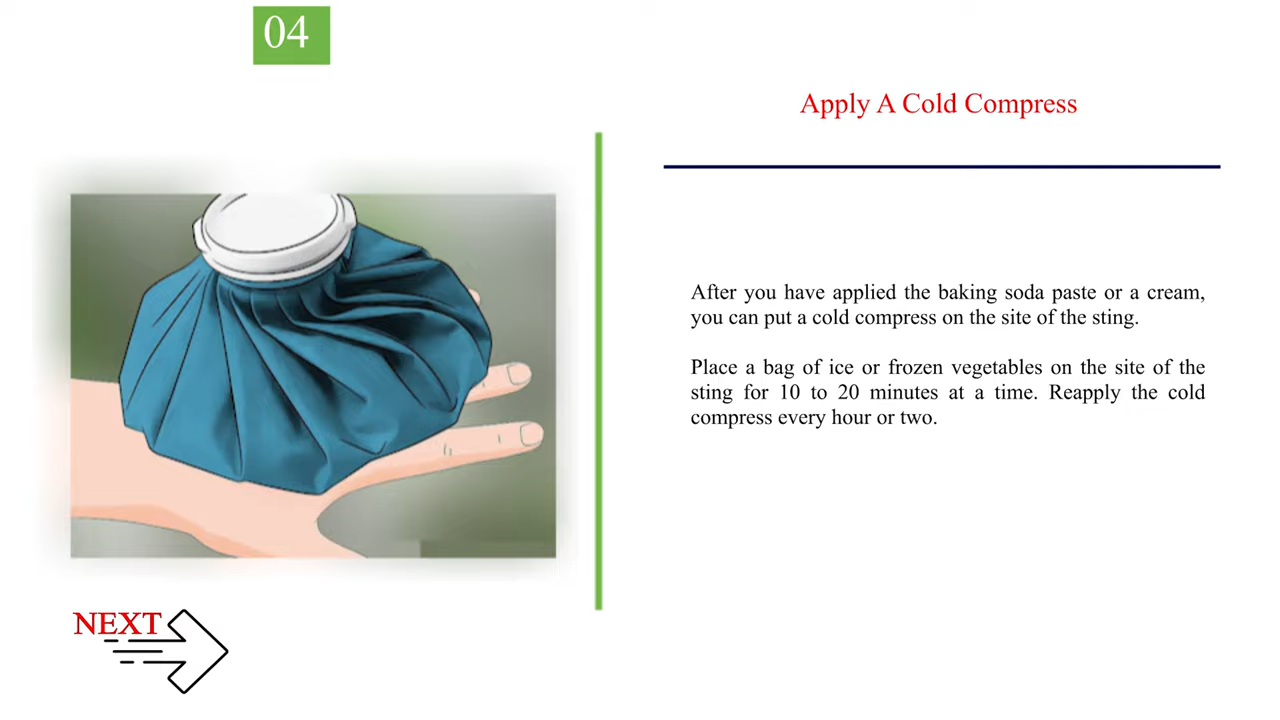 04
Apply A Cold Compress
After you have applied the baking soda paste or a cream,
you can put a cold compress on the site of the sting.
Place a bag of ice or frozen vegetables on the site of the
sting for 10 to 20 minutes at a time. Reapply the cold
compress every hour or two.
NEXT